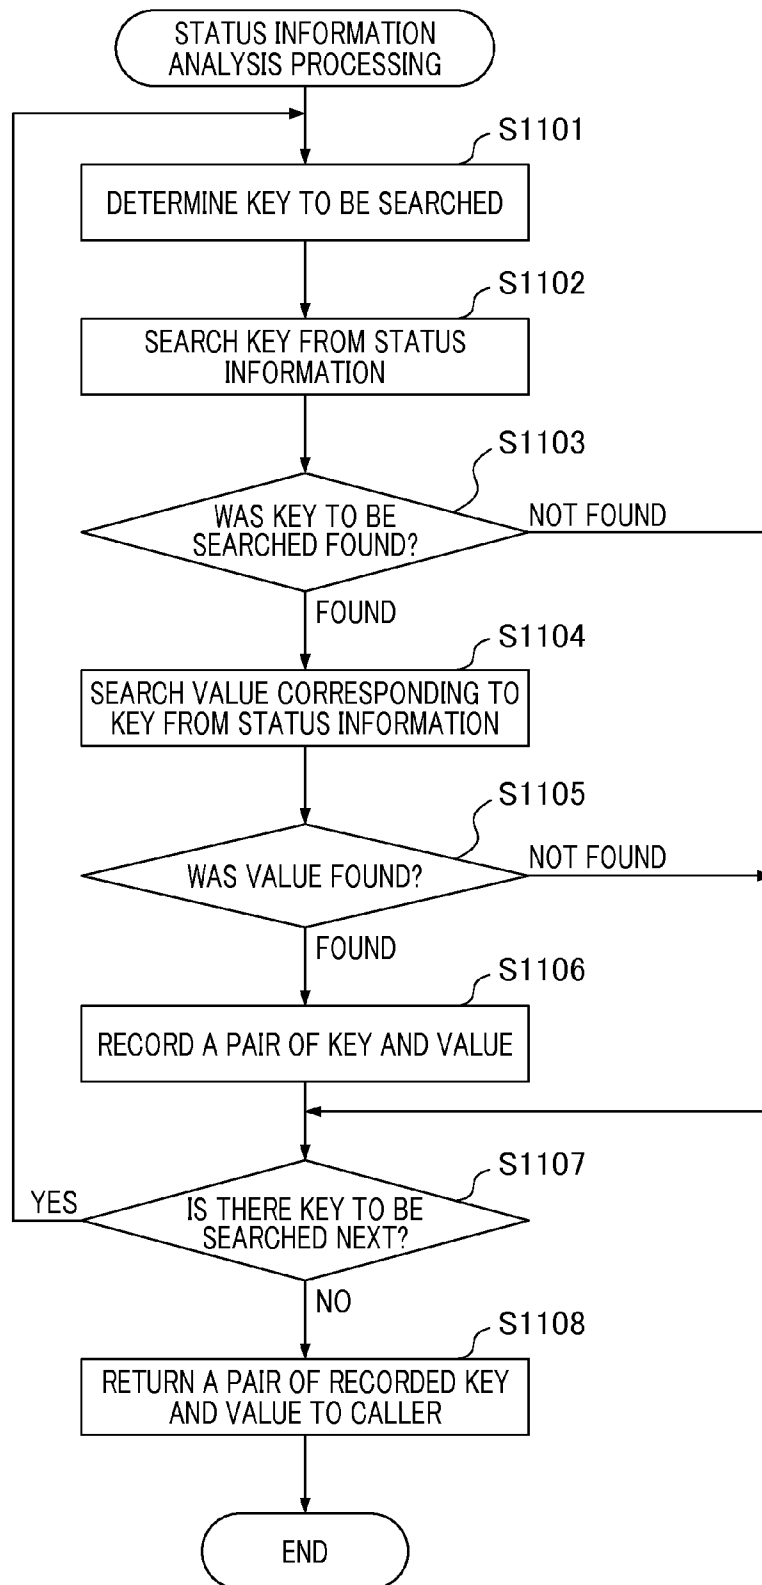 STATUS INFORMATION
ANALYSIS PROCESSING
S1101
DETERMINE KEY TO BE SEARCHED
S1102
SEARCH KEY FROM STATUS
INFORMATION
S1103
WAS KEY TO BE
SEARCHED FOUND?
NOT FOUND
FOUND
S1104
SEARCH VALUE CORRESPONDING TO
KEY FROM STATUS INFORMATION
S1105
WAS VALUE FOUND?
NOT FOUND
FOUND
S1106
RECORD A PAIR OF KEY AND VALUE
S1107
YES
IS THERE KEY TO BE
SEARCHED NEXT?
NO
S1108
RETURN A PAIR OF RECORDED KEY
AND VALUE TO CALLER
END